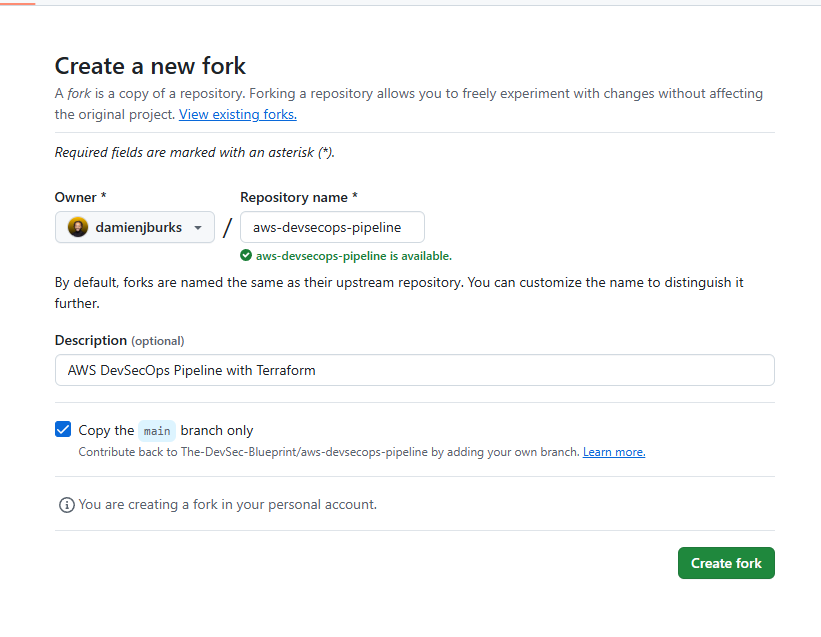 Create a new fork
A fork is a copy of a repository. Forking a repository allows you to freely experiment with changes without affecting
the original project. View existing forks.
Required fields are marked with an asterisk (*).
Owner *
Repository name *
damienjburks
/
aws-devsecops-pipeline
aws-devsecops-pipeline is available.
By default, forks are named the same as their upstream repository. You can customize the name to distinguish it
further.
Description (optional)
AWS DevSecOps Pipeline with Terraform
Copy the main branch only
Contribute back to The-DevSec-Blueprint/aws-devsecops-pipeline by adding your own branch. Learn more.
You are creating a fork in your personal account.
Create fork